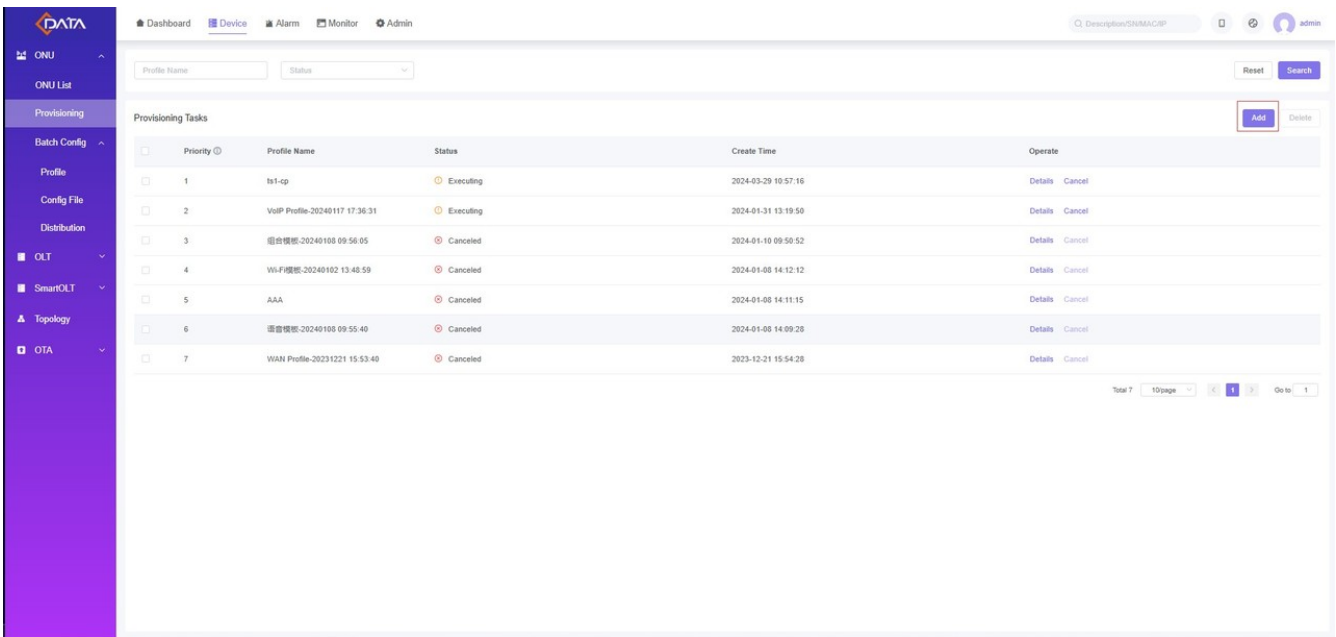 DATA
Dashboard Device Alarm Monitor Admin Description/SN/MAC/IP admin
ONU
ONU List
Provisioning
Batch Config
Profile
Config File
Distribution
OLT
SmartOLT
Topology
OTA
Profile Name Status Reset Search
Provisioning Tasks Add Delete
Priority Profile Name Status Create Time Operate
1 ts1-cp Executing 2024-03-29 10:57:16 Details Cancel
2 VoIP Profile-20240117 17:36:31 Executing 2024-01-31 13:19:50 Details Cancel
3 组合模板-20240108 09:56:05 Canceled 2024-01-10 09:50:52 Details Cancel
4 Wi-Fi模板-20240102 13:48:59 Canceled 2024-01-08 14:12:12 Details Cancel
5 AAA Canceled 2024-01-08 14:11:15 Details Cancel
6 语音模板-20240108 09:55:40 Canceled 2024-01-08 14:09:28 Details Cancel
7 WAN Profile-20231221 15:53:40 Canceled 2023-12-21 15:54:28 Details Cancel
Total 7 10/page < 1 > Go to 1